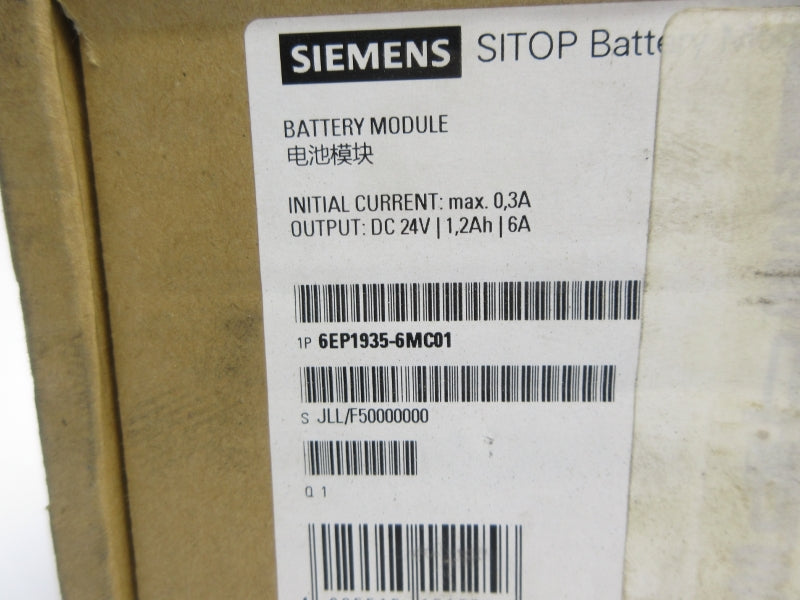 SIEMENS SITOP Batte
BATTERY MODULE
电池模块
INITIAL CURRENT: max. 0,3A
OUTPUT: DC 24V | 1,2Ah | 6A
1P 6EP1935-6MC01
S JLL/F50000000
Q 1